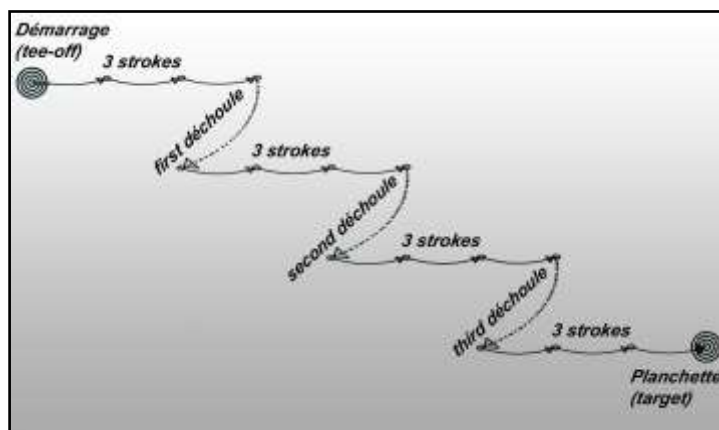 Démarrage
(tee-off)
3 strokes
first déchoule
3 strokes
second déchoule
3 strokes
third déchoule
3 strokes
Planchette
(target)